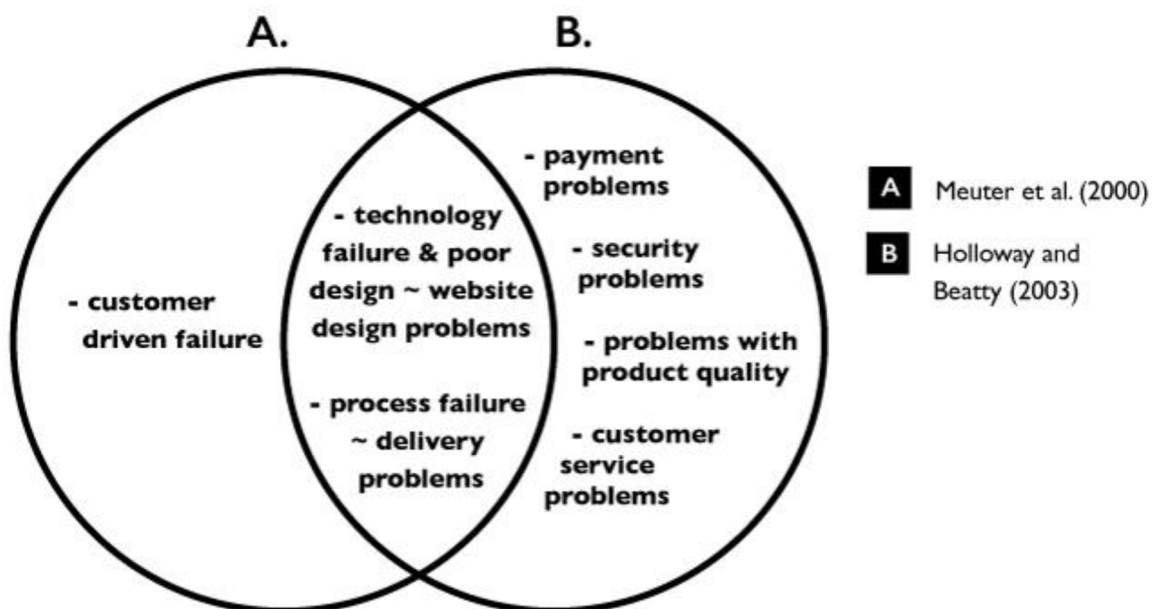 A.
B.
- customer
driven failure
- technology
failure & poor
design ~ website
design problems
- process failure
~ delivery
problems
- payment
problems
- security
problems
- problems with
product quality
- customer
service
problems
A Meuter et al. (2000)
B Holloway and
Beatty (2003)